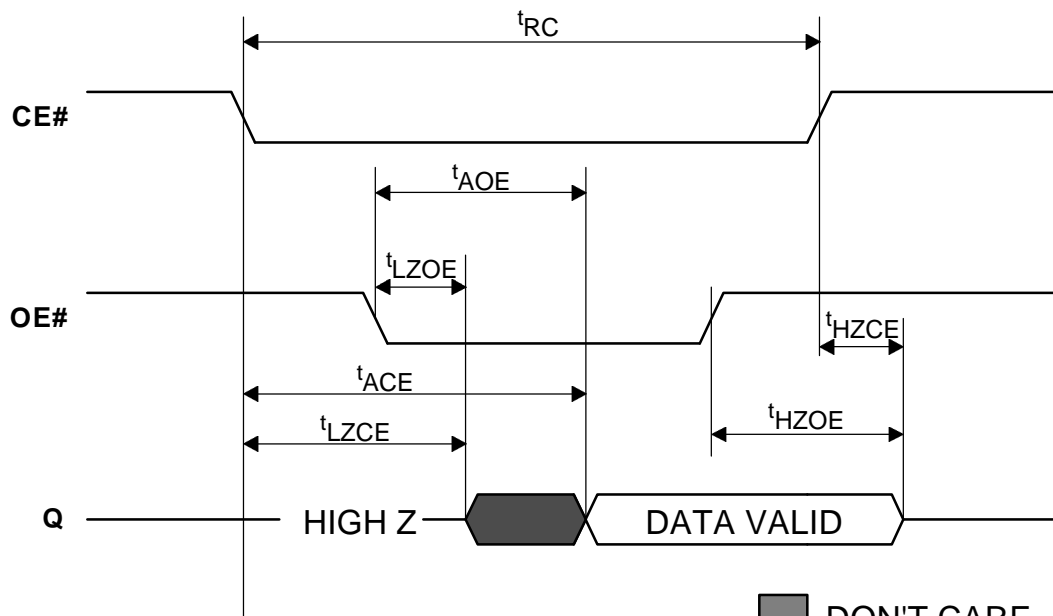 tRC
CE#
tAOE
tLZOE
OE#
tHZCE
tACE
tHZOE
tLZCE
Q
HIGH Z
DATA VALID
DON'T CARE